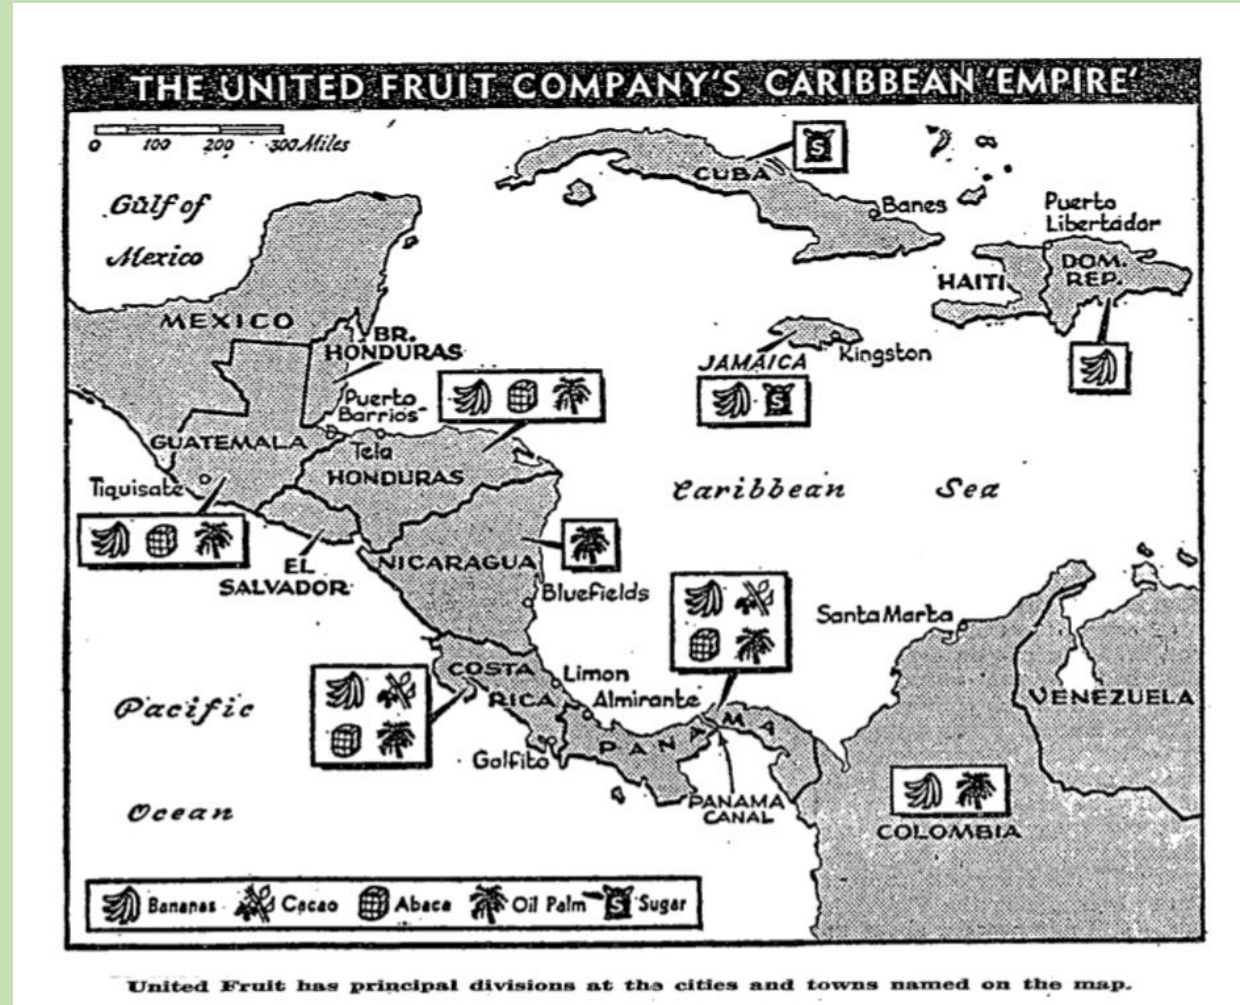 THE UNITED FRUIT COMPANY'S CARIBBEAN 'EMPIRE'
0 100 200 300 Miles
Gulf of
Mexico
CUBA
S
Banes
Puerto
Libertador
HAITI
DOM.
REP.
MEXICO
BR.
HONDURAS
JAMAICA
Kingston
S
Puerto
Barrios
GUATEMALA
Tela
HONDURAS
Tiquisate
Caribbean Sea
EL
SALVADOR
NICARAGUA
Bluefields
Santa Marta
COSTA
RICA
Limon
Almirante
Pacific
Ocean
VENEZUELA
PANAMA
Golfito
PANAMA
CANAL
COLOMBIA
Bananas Cacao Abaca Oil Palm S Sugar
United Fruit has principal divisions at the cities and towns named on the map.